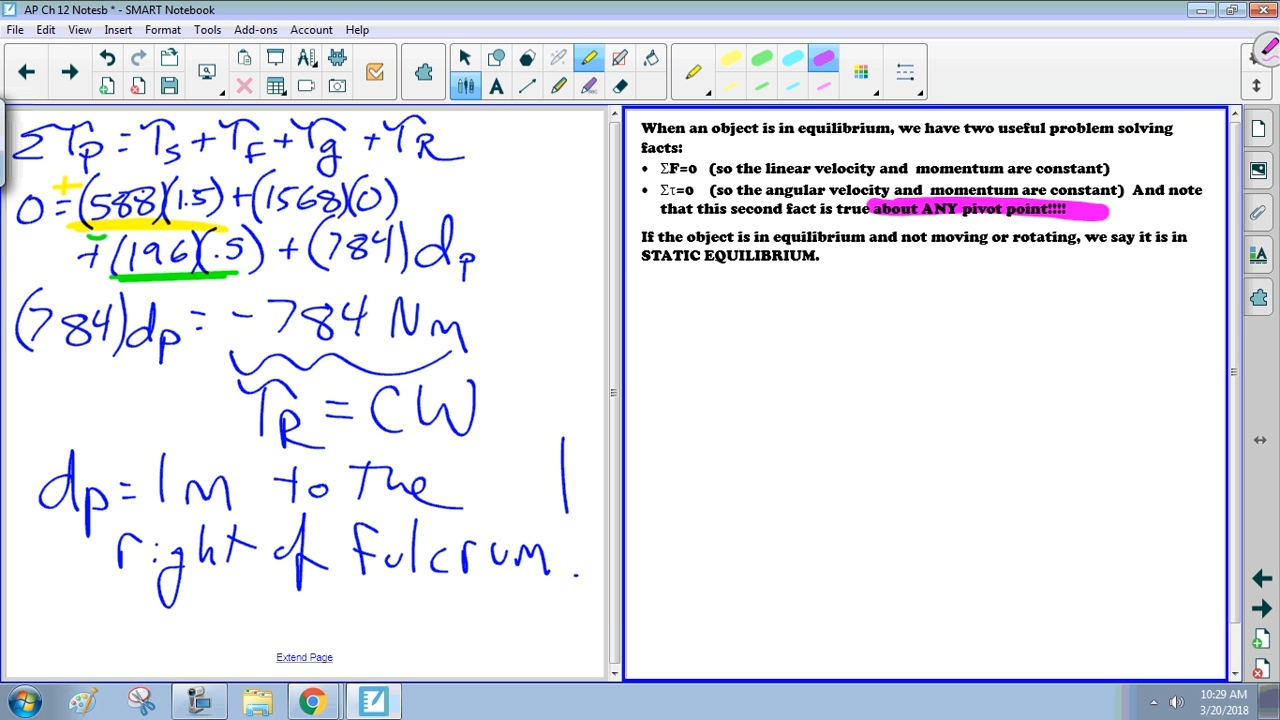 AP Ch 12 Notesb * - SMART Notebook
File Edit View Insert Format Tools Add-ons Account Help
Στp = τs + τF + τg + τR
0 = +(588)(1.5) + (1568)(0)
+ (196)(.5) + (784) dp
(784) dp = - 784 Nm
τR = CW
dp = 1m to the
right of fulcrum.
Extend Page
When an object is in equilibrium, we have two useful problem solving
facts:
• ΣF=0 (so the linear velocity and momentum are constant)
• Στ=0 (so the angular velocity and momentum are constant) And note
that this second fact is true about ANY pivot point!!!!
If the object is in equilibrium and not moving or rotating, we say it is in
STATIC EQUILIBRIUM.
10:29 AM
3/20/2018